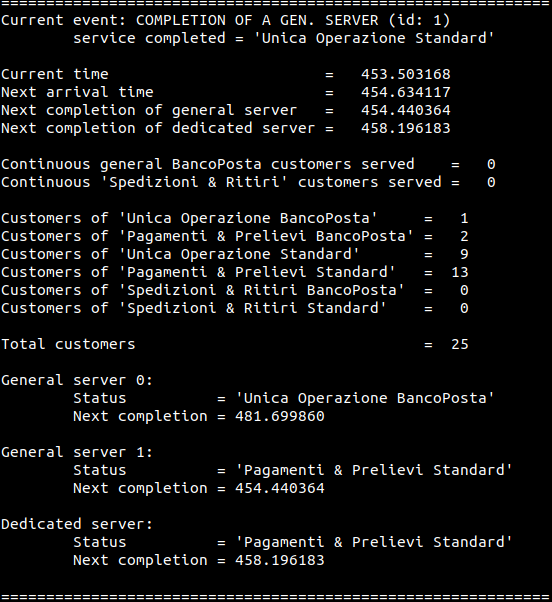 =============================================================
Current event: COMPLETION OF A GEN. SERVER (id: 1)
        service completed = 'Unica Operazione Standard'

Current time                        =   453.503168
Next arrival time                   =   454.634117
Next completion of general server   =   454.440364
Next completion of dedicated server =   458.196183

Continuous general BancoPosta customers served    =   0
Continuous 'Spedizioni & Ritiri' customers served =   0

Customers of 'Unica Operazione BancoPosta'     =   1
Customers of 'Pagamenti & Prelievi BancoPosta' =   2
Customers of 'Unica Operazione Standard'       =   9
Customers of 'Pagamenti & Prelievi Standard'   =  13
Customers of 'Spedizioni & Ritiri BancoPosta'  =   0
Customers of 'Spedizioni & Ritiri Standard'    =   0

Total customers                                =  25

General server 0:
        Status          = 'Unica Operazione BancoPosta'
        Next completion = 481.699860

General server 1:
        Status          = 'Pagamenti & Prelievi Standard'
        Next completion = 454.440364

Dedicated server:
        Status          = 'Pagamenti & Prelievi Standard'
        Next completion = 458.196183

=============================================================